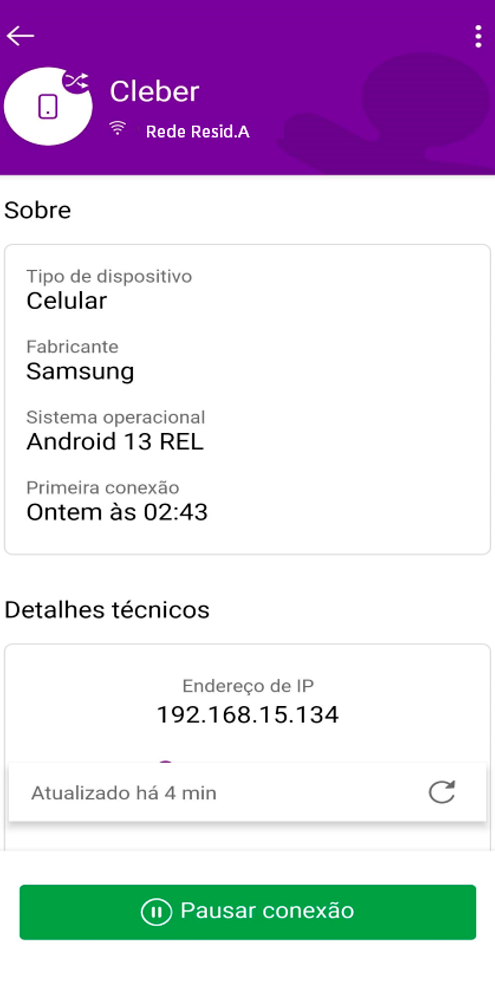 Cleber
Rede Resid.A
Sobre
Tipo de dispositivo
Celular
Fabricante
Samsung
Sistema operacional
Android 13 REL
Primeira conexão
Ontem às 02:43
Detalhes técnicos
Endereço de IP
192.168.15.134
Atualizado há 4 min
Pausar conexão